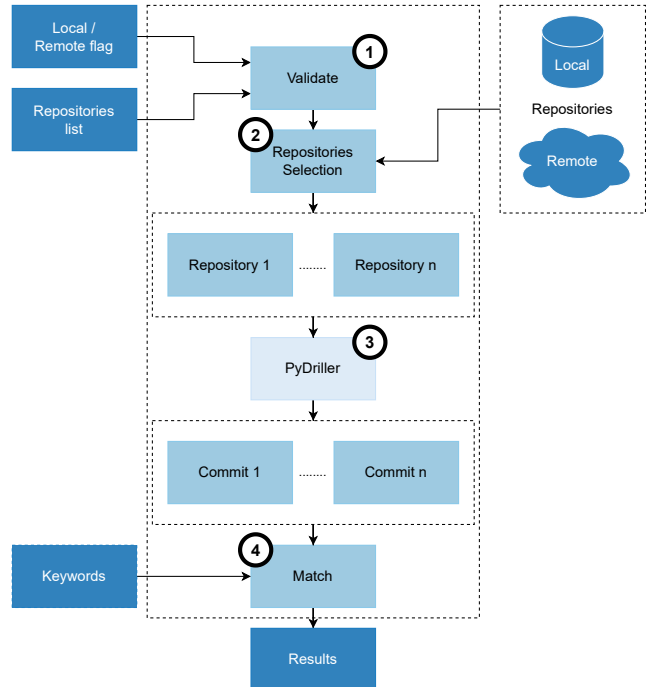 Local /
Remote flag
1
Validate
Local
Repositories
list
Repositories
2
Repositories
Selection
Remote
Repository 1
........
Repository n
3
PyDriller
Commit 1
........
Commit n
4
Keywords
Match
Results